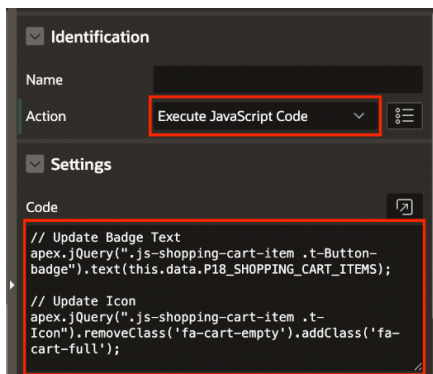 Identification
Name
Action Execute JavaScript Code
Settings
Code
// Update Badge Text
apex.jQuery(".js-shopping-cart-item .t-Button-
badge").text(this.data.P18_SHOPPING_CART_ITEMS);
// Update Icon
apex.jQuery(".js-shopping-cart-item .t-
Icon").removeClass('fa-cart-empty').addClass('fa-
cart-full');